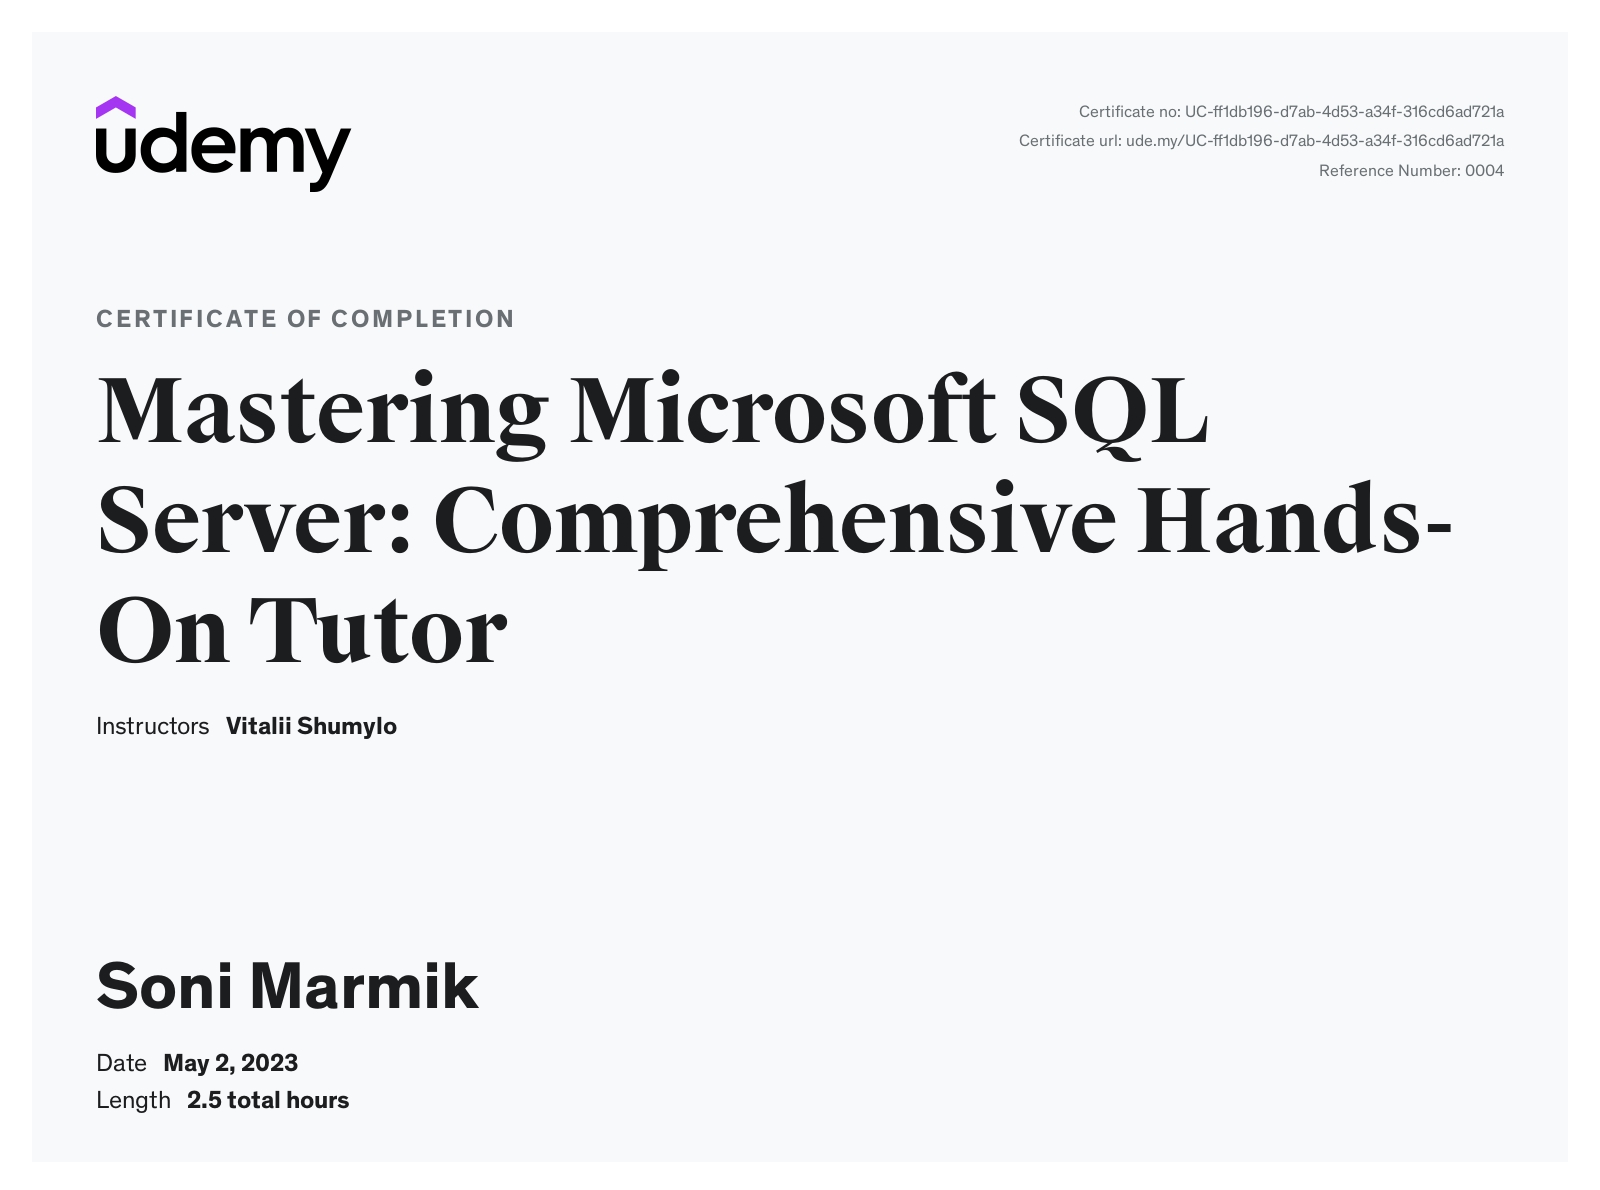 udemy
Certificate no: UC-ff1db196-d7ab-4d53-a34f-316cd6ad721a
Certificate url: ude.my/UC-ff1db196-d7ab-4d53-a34f-316cd6ad721a
Reference Number: 0004
CERTIFICATE OF COMPLETION
Mastering Microsoft SQL
Server: Comprehensive Hands-
On Tutor
Instructors Vitalii Shumylo
Soni Marmik
Date May 2, 2023
Length 2.5 total hours